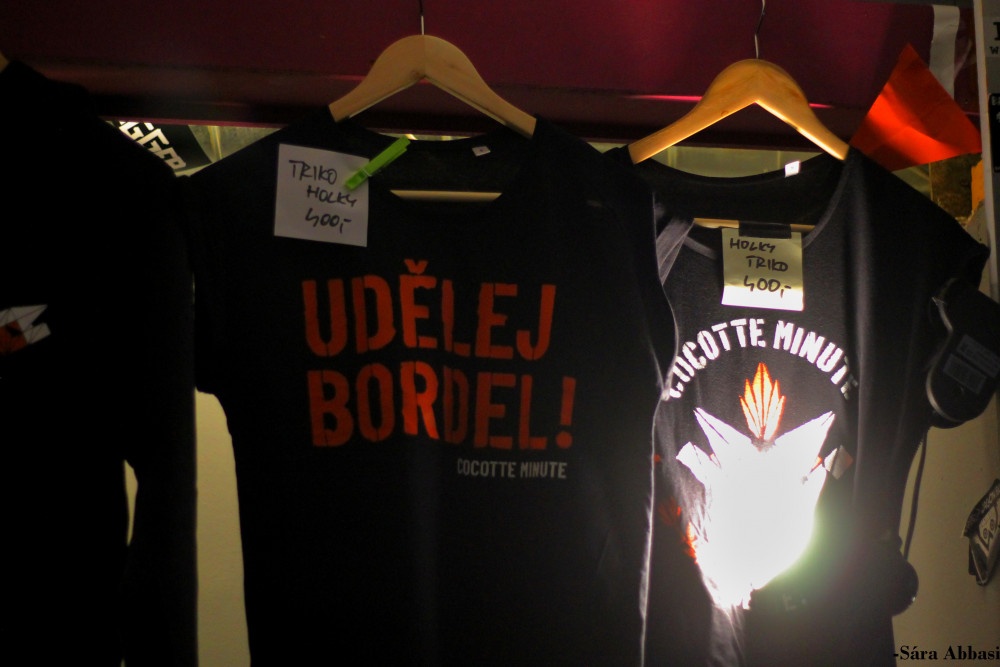 TRIKO
HOLKY
400,-
UDĚLEJ
BORDEL!
COCOTTE MINUTE
HOLKY
TRIKO
400,-
COCOTTE MINUTE
-Sára Abbasi